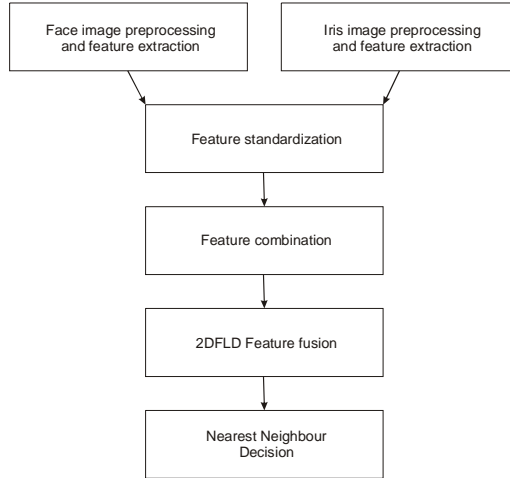 Face image preprocessing
and feature extraction
Iris image preprocessing
and feature extraction
Feature standardization
Feature combination
2DFLD Feature fusion
Nearest Neighbour
Decision